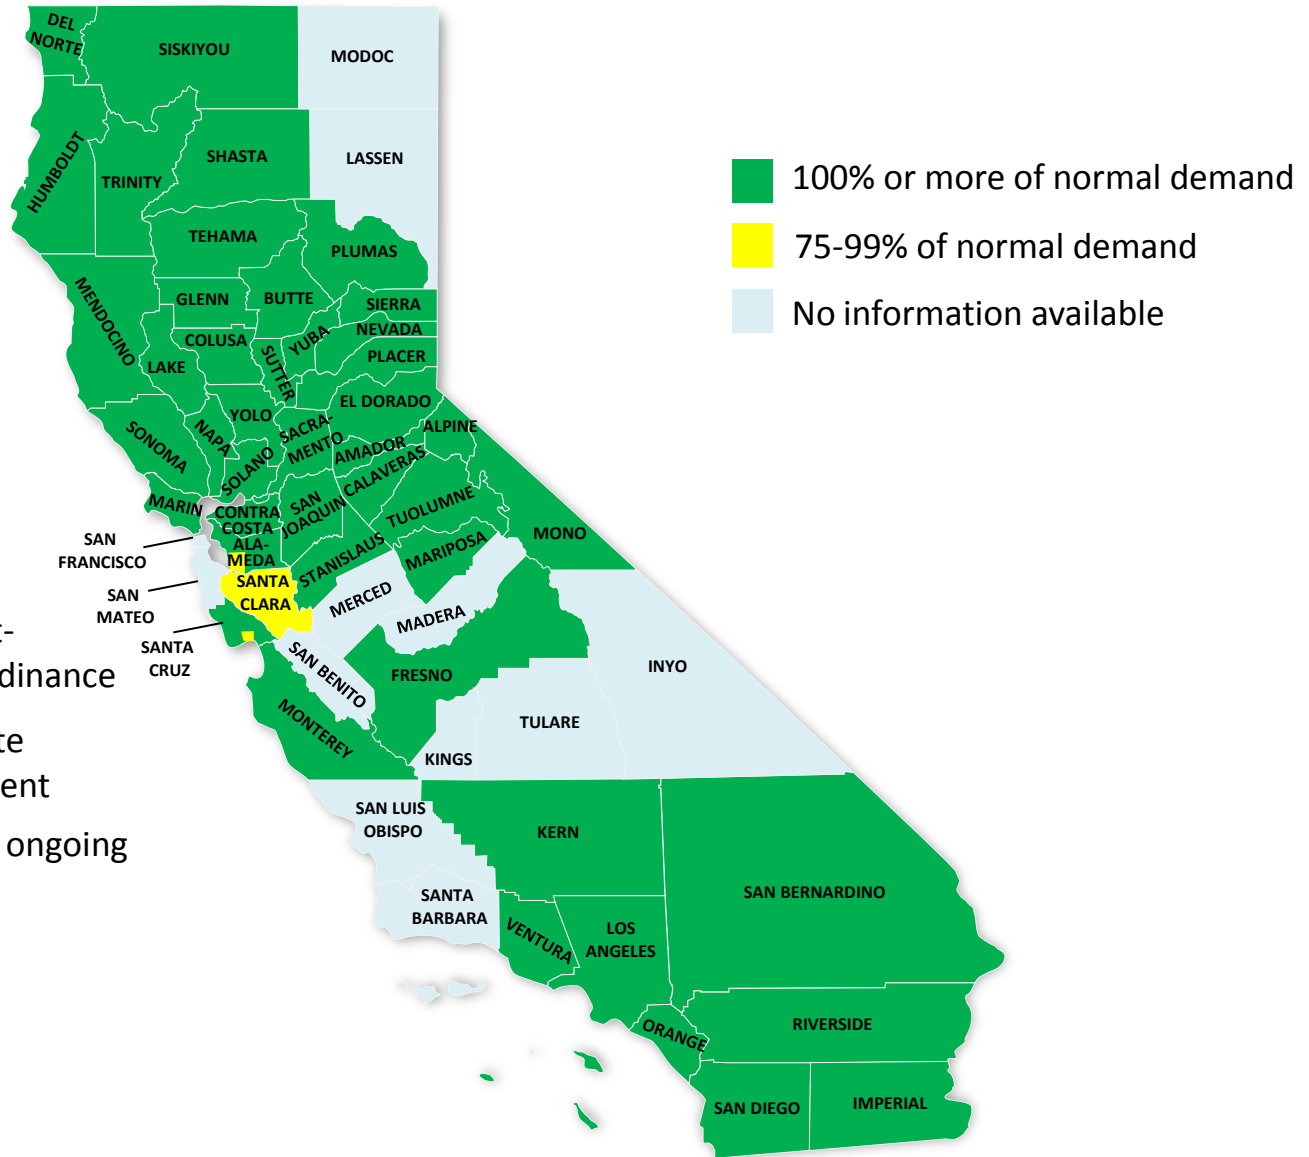 DEL
NORTE
SISKIYOU
MODOC
HUMBOLDT
TRINITY
SHASTA
LASSEN
100% or more of normal demand
75-99% of normal demand
No information available
TEHAMA
PLUMAS
MENDOCINO
GLENN
BUTTE
SIERRA
COLUSA
YUBA
NEVADA
SUTTER
PLACER
LAKE
EL DORADO
YOLO
SACRA-
MENTO
ALPINE
SONOMA
NAPA
SOLANO
AMADOR
CALAVERAS
MARIN
CONTRA
COSTA
SAN
JOAQUIN
TUOLUMNE
MONO
SAN
FRANCISCO
ALA-
MEDA
STANISLAUS
MARIPOSA
SAN
MATEO
SANTA
CLARA
MERCED
MADERA
t-
dinance
SANTA
CRUZ
SAN BENITO
FRESNO
INYO
te
ent
MONTEREY
TULARE
KINGS
ongoing
SAN LUIS
OBISPO
KERN
SAN BERNARDINO
SANTA
BARBARA
VENTURA
LOS
ANGELES
ORANGE
RIVERSIDE
SAN DIEGO
IMPERIAL